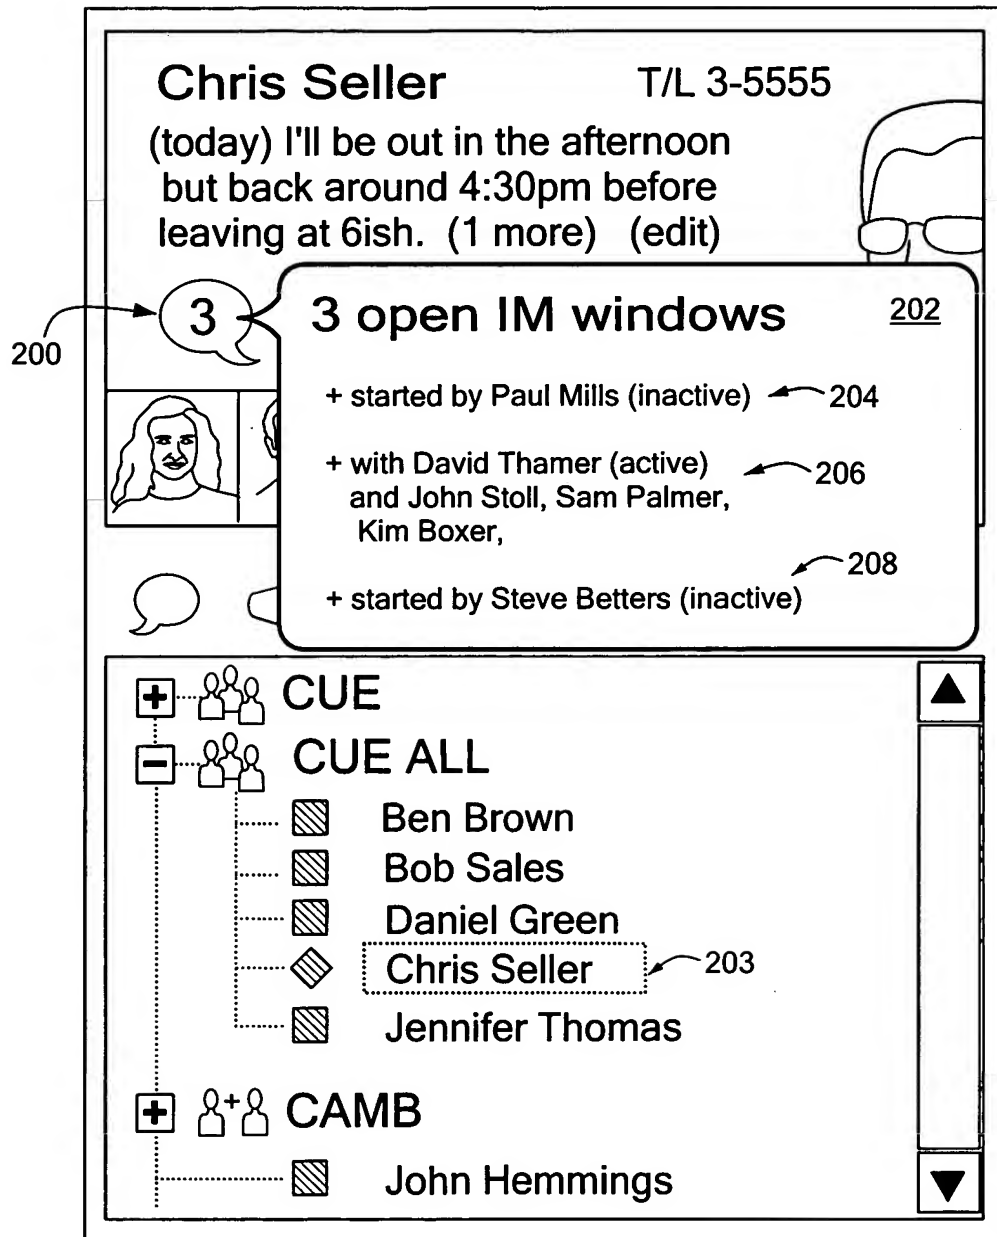 Chris Seller T/L 3-5555
(today) I'll be out in the afternoon
but back around 4:30pm before
leaving at 6ish. (1 more) (edit)
200
3
3 open IM windows 202
+ started by Paul Mills (inactive) 204
+ with David Thamer (active) 206
and John Stoll, Sam Palmer,
Kim Boxer,
208
+ started by Steve Betters (inactive)
CUE
CUE ALL
Ben Brown
Bob Sales
Daniel Green
Chris Seller 203
Jennifer Thomas
CAMB
John Hemmings